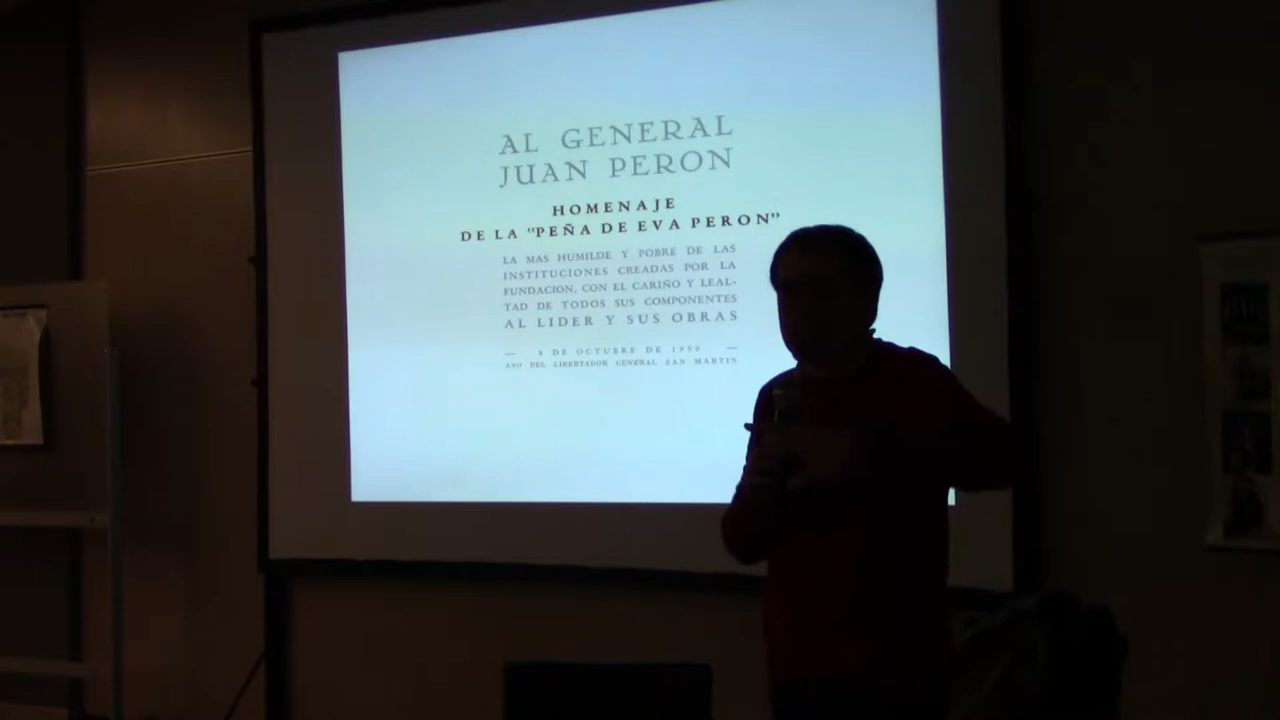 AL GENERAL
JUAN PERON
HOMENAJE
DE LA "PEÑA DE EVA PERON"
LA MAS HUMILDE Y POBRE DE LAS
INSTITUCIONES CREADAS POR LA
FUNDACION, CON EL CARIÑO Y LEAL-
TAD DE TODOS SUS COMPONENTES
AL LIDER Y SUS OBRAS
— 8 DE OCTUBRE DE 1950 —
AÑO DEL LIBERTADOR GENERAL SAN MARTIN